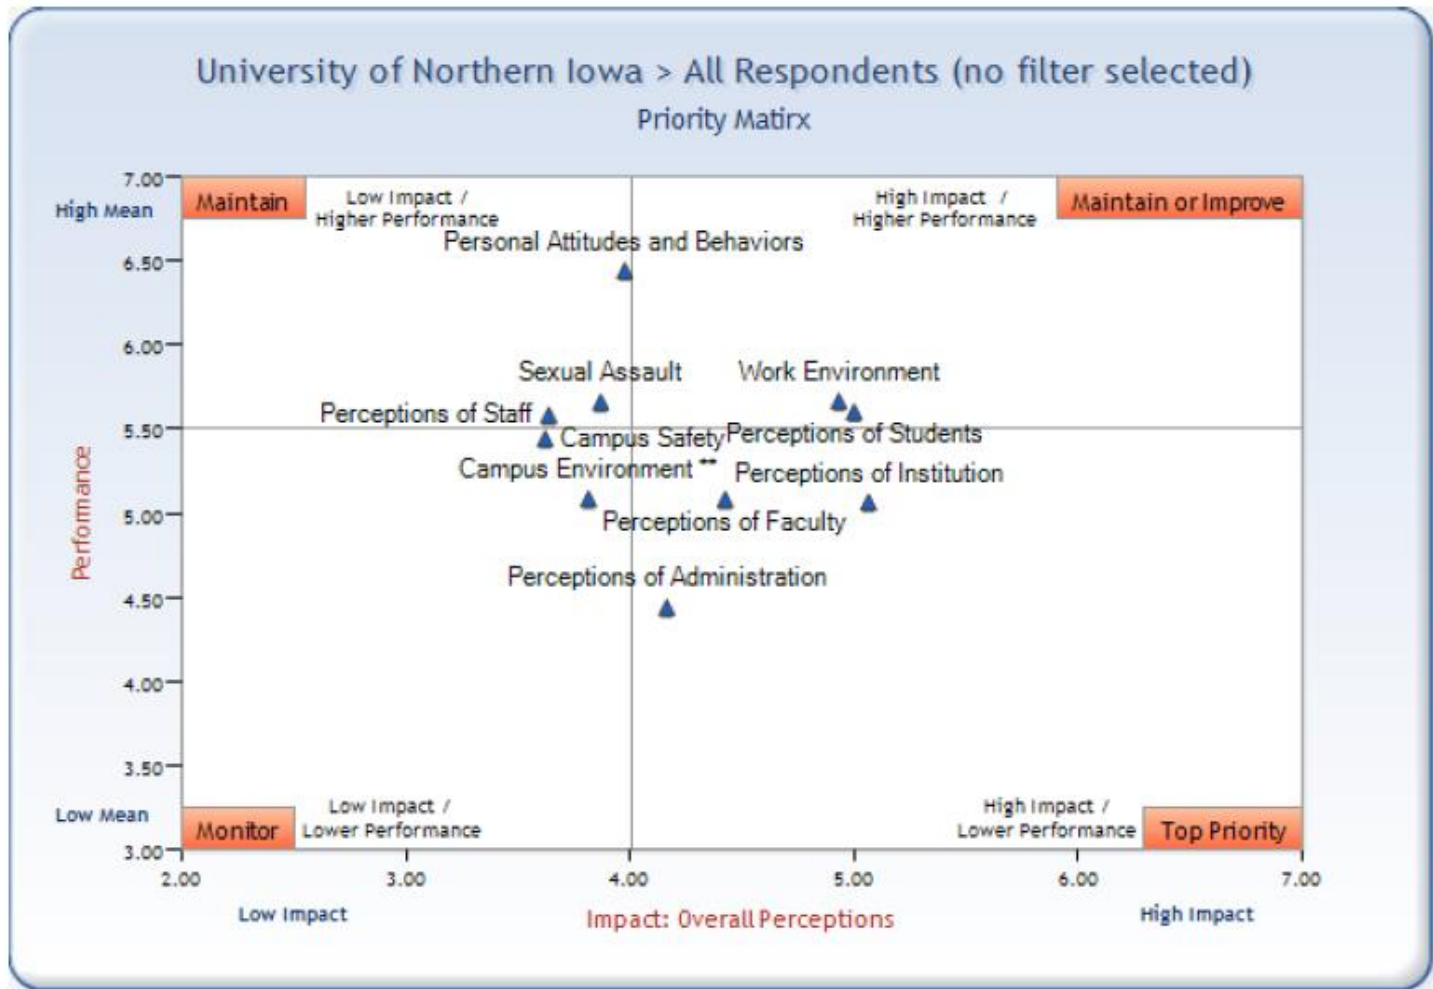 University of Northern Iowa > All Respondents (no filter selected)
Priority Matirx
7.00
High Mean
Maintain
Low Impact /
Higher Performance
High Impact /
Higher Performance
Maintain or Improve
Personal Attitudes and Behaviors
6.50
6.00
Sexual Assault
Work Environment
Perceptions of Staff
5.50
Campus Safety
Perceptions of Students
Campus Environment **
Perceptions of Institution
5.00
Perceptions of Faculty
Performance
Perceptions of Administration
4.50
4.00
3.50
Low Mean
Monitor
Low Impact /
Lower Performance
High Impact /
Lower Performance
Top Priority
3.00
2.00 3.00 4.00 5.00 6.00 7.00
Low Impact
Impact: Overall Perceptions
High Impact